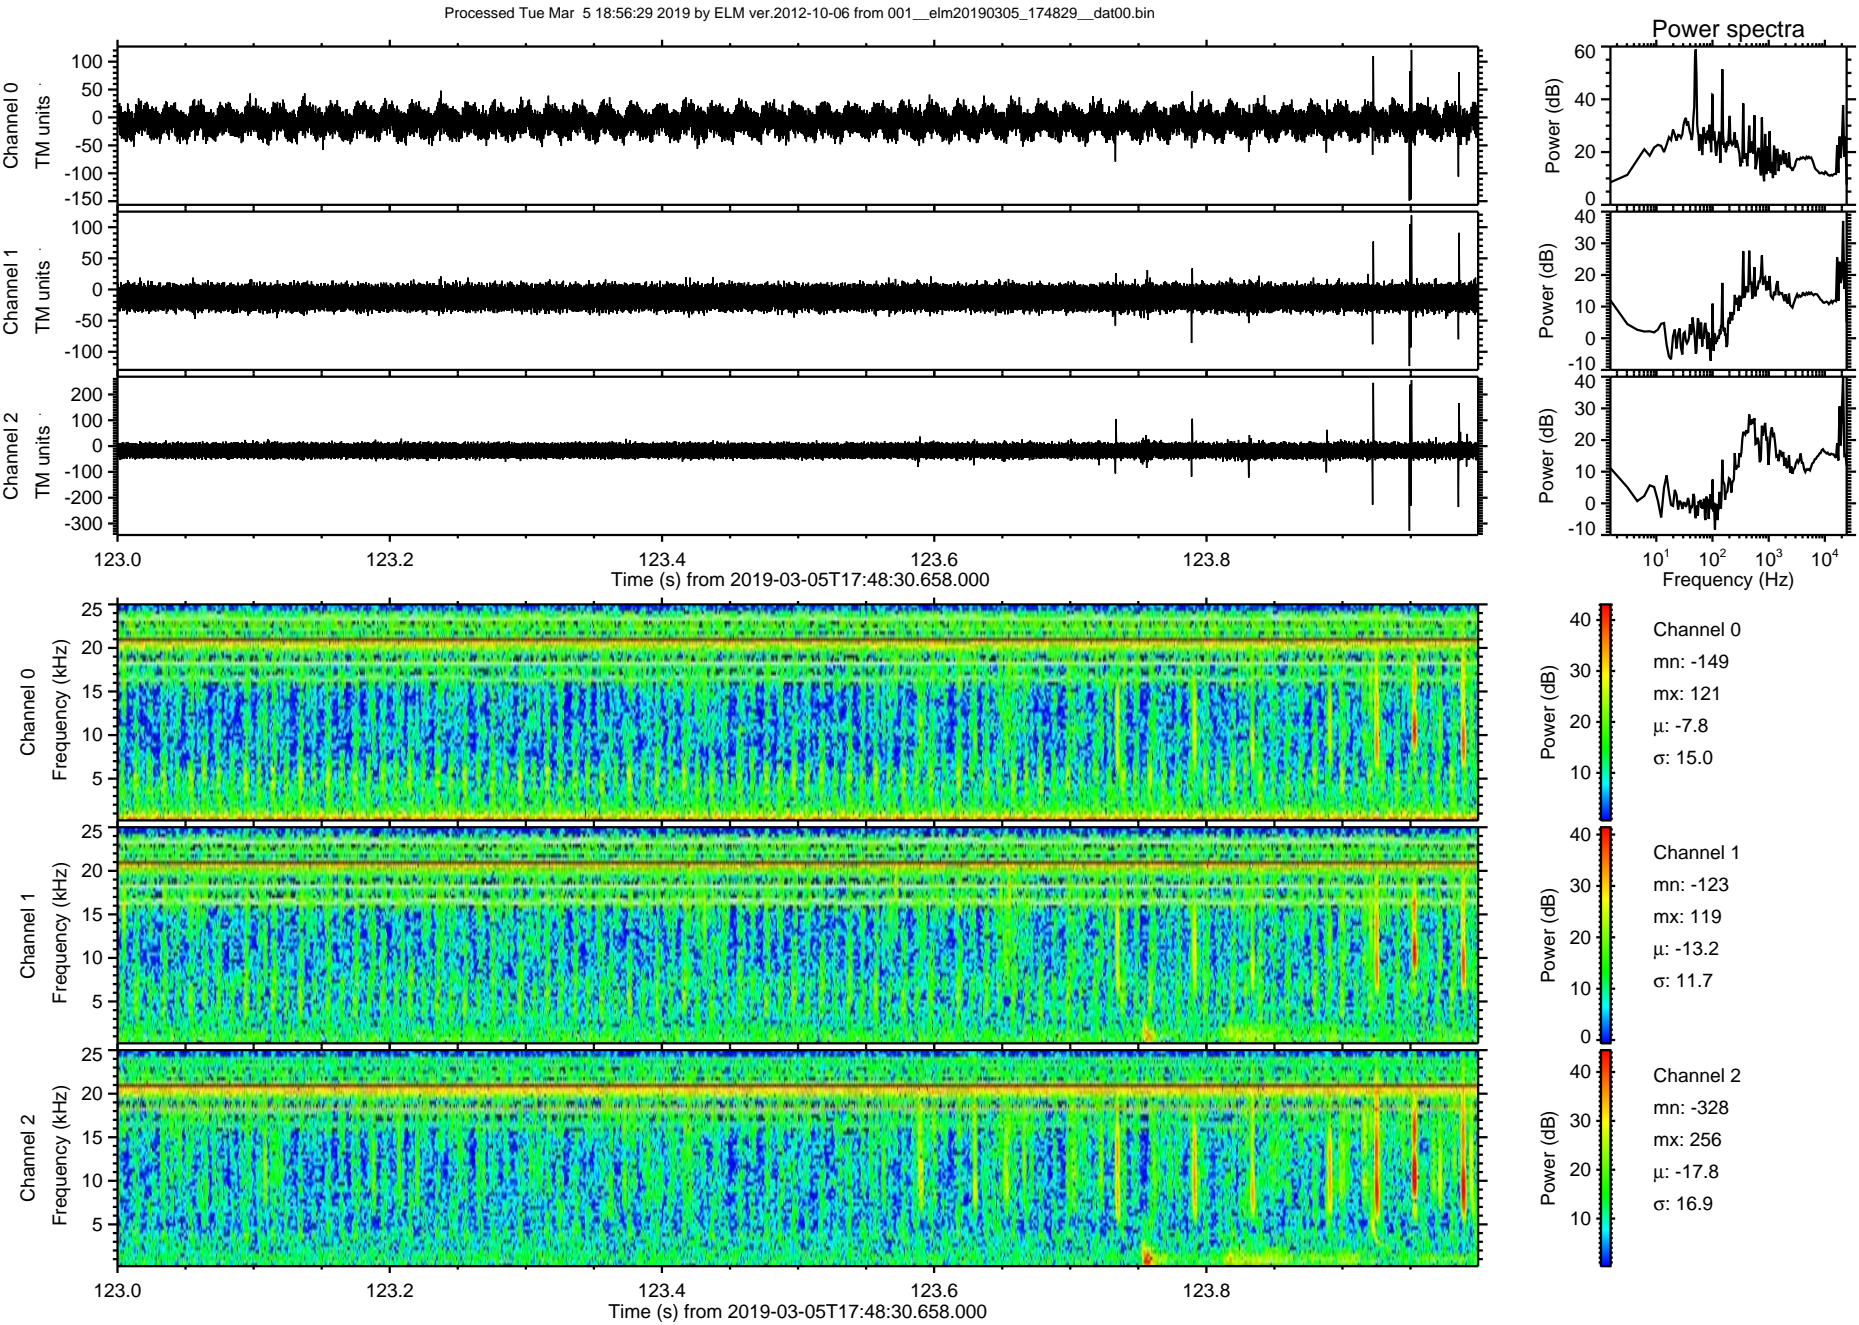 Processed Tue Mar  5 18:56:29 2019 by ELM ver.2012-10-06 from 001__elm20190305_174829__dat00.bin
Power spectra
Channel 0
TM units
100
50
0
-50
-100
-150
Power (dB)
60
40
20
0
Channel 1
TM units
100
50
0
-50
-100
Power (dB)
40
30
20
10
0
-10
Channel 2
TM units
200
100
0
-100
-200
-300
Power (dB)
40
30
20
10
0
-10
123.0 123.2 123.4 123.6 123.8
Time (s) from 2019-03-05T17:48:30.658.000
10¹ 10² 10³ 10⁴
Frequency (Hz)
Channel 0
Frequency (kHz)
25
20
15
10
5
Power (dB)
40
30
20
10
Channel 0
mn: -149
mx: 121
μ: -7.8
σ: 15.0
Channel 1
Frequency (kHz)
25
20
15
10
5
Power (dB)
40
30
20
10
0
Channel 1
mn: -123
mx: 119
μ: -13.2
σ: 11.7
Channel 2
Frequency (kHz)
25
20
15
10
5
Power (dB)
40
30
20
10
Channel 2
mn: -328
mx: 256
μ: -17.8
σ: 16.9
123.0 123.2 123.4 123.6 123.8
Time (s) from 2019-03-05T17:48:30.658.000